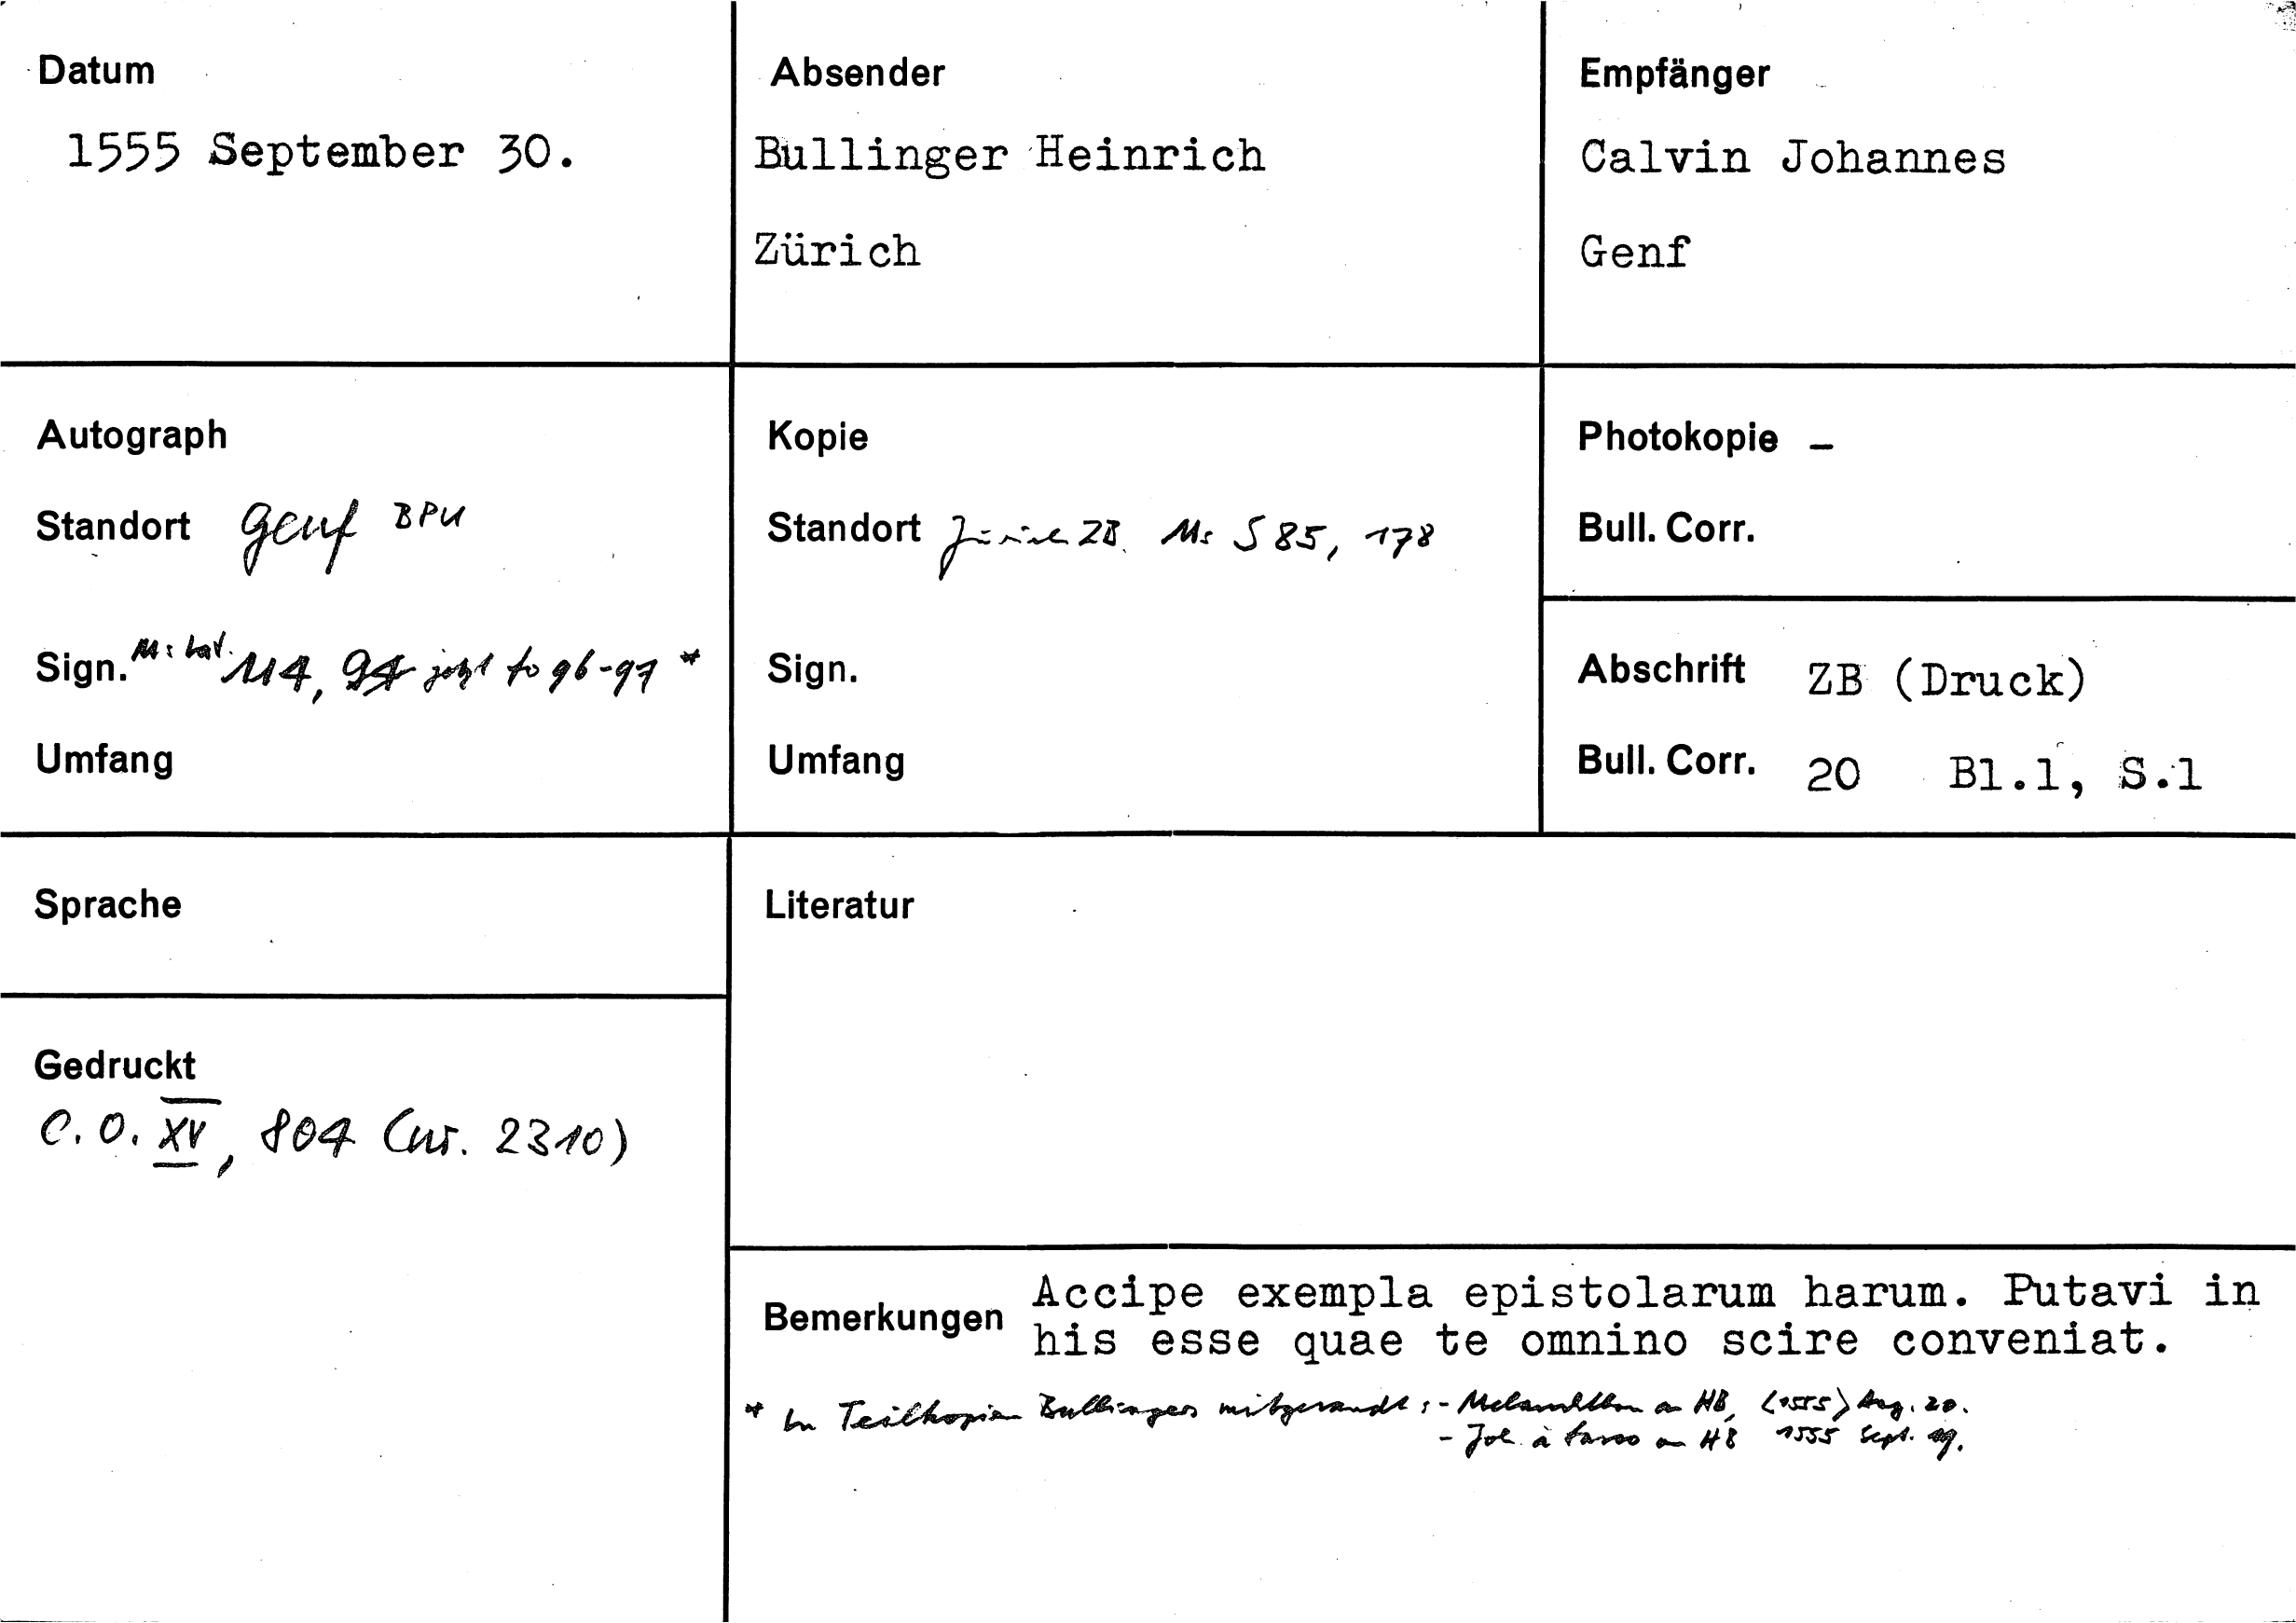 Datum
1555 September 30.
Absender
Bullinger Heinrich
Zürich
Empfänger
Calvin Johannes
Genf
Autograph
Standort Genf BPU
Sign. Ms lat. 114, 94 jetzt fo 96-97 *
Umfang
Kopie
Standort Zürich ZB. Ms S 85, 178
Sign.
Umfang
Photokopie -
Bull. Corr.
Abschrift ZB (Druck)
Bull. Corr. 20 Bl.1, S.1
Sprache
Gedruckt
C. O. XV, 804 (nr. 2310)
Literatur
Bemerkungen
Accipe exempla epistolarum harum. Putavi in
his esse quae te omnino scire conveniat.
* In Teilkopien Bullingers mitgesandt: - Melanchthon an HB, (1555) Aug. 20.
- Joh. à an HB 1555 Sept.